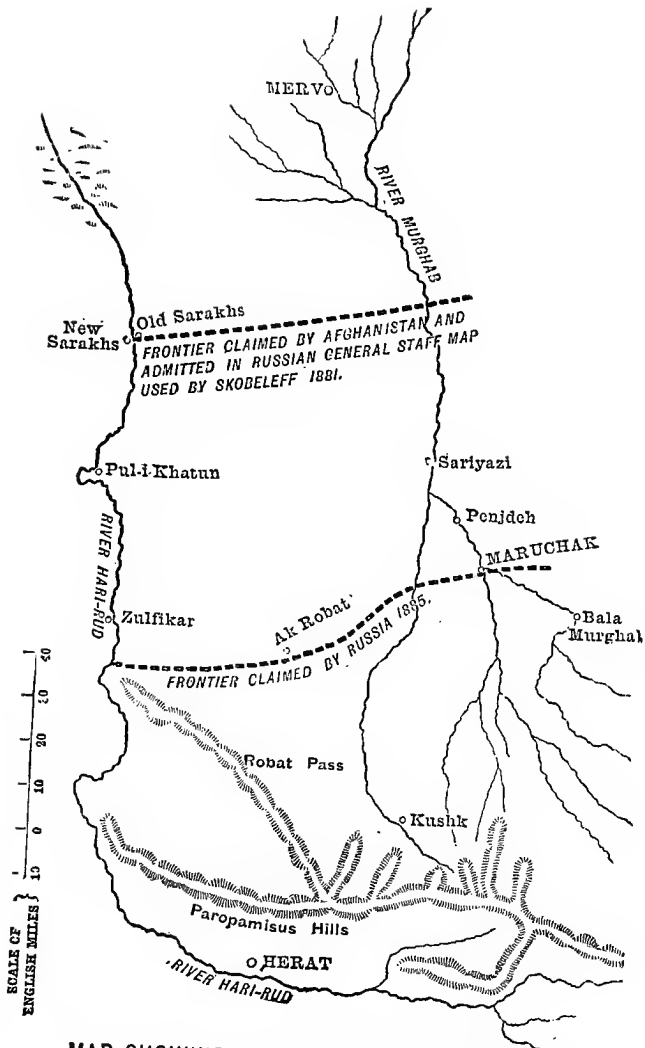 MERV
RIVER MURGHAB
New
Sarakhs
Old Sarakhs
FRONTIER CLAIMED BY AFGHANISTAN AND
ADMITTED IN RUSSIAN GENERAL STAFF MAP
USED BY SKOBELEFF 1881.
Pul-i-Khatun
Sariyazi
Penjdeh
MARUCHAK
RIVER HARI-RUD
Zulfikar
Ak Robat
Bala
Murghab
FRONTIER CLAIMED BY RUSSIA 1885.
40
30
20
10
0
10
SCALE OF
ENGLISH MILES
Robat Pass
Kushk
Paropamisus Hills
HERAT
RIVER HARI-RUD